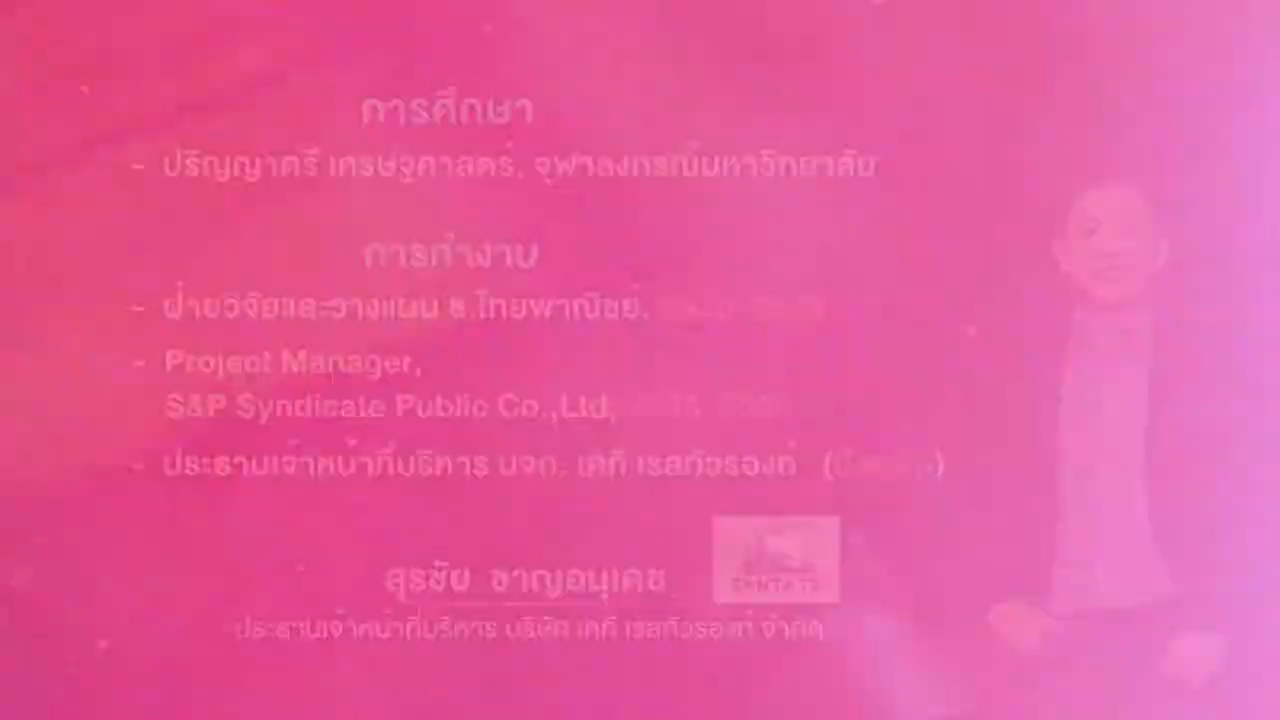 การศึกษา
- ปริญญาตรี เศรษฐศาสตร์, จุฬาลงกรณ์มหาวิทยาลัย
การทำงาน
- ฝ่ายวิจัยและวางแผน ธ.ไทยพาณิชย์,
- Project Manager,
S&P Syndicate Public Co.,Ltd,
- ประธานเจ้าหน้าที่บริหาร บจก. เคที เรสทัวรองท์
สุรชัย ชาญอนุเดช
ประธานเจ้าหน้าที่บริหาร บริษัท เคที เรสทัวรองท์ จำกัด